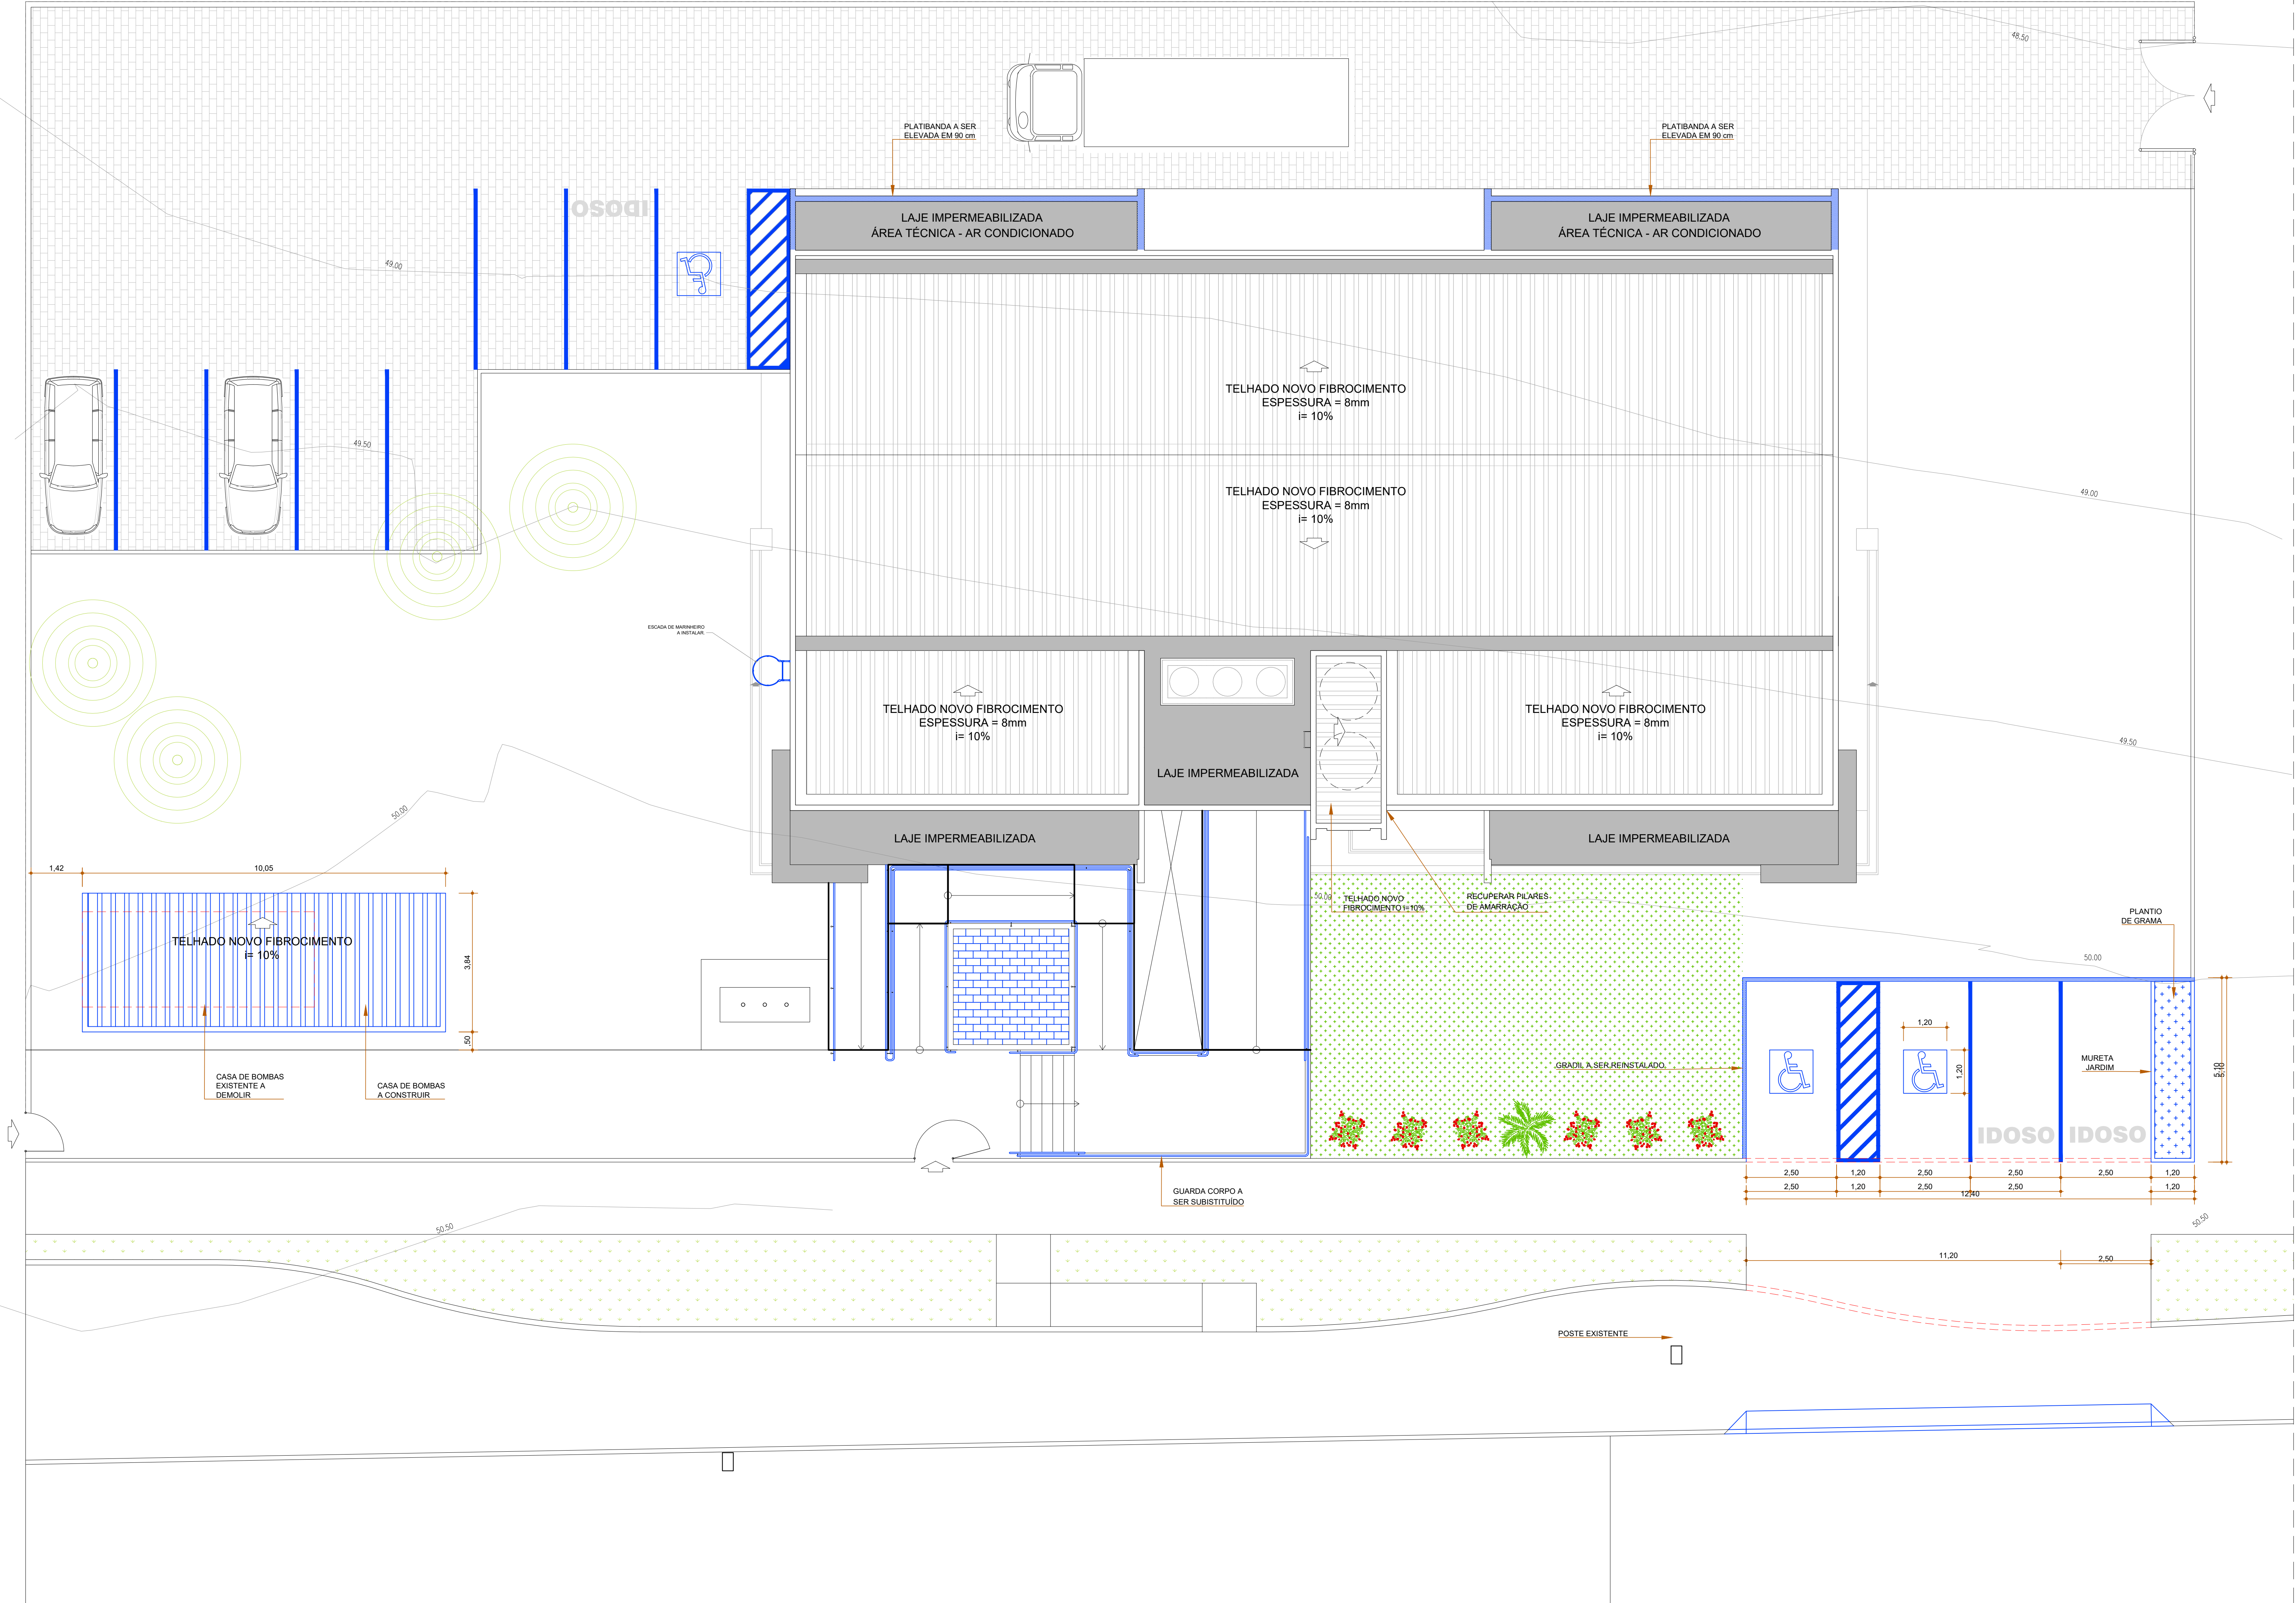 48,50
PLATIBANDA A SER
ELEVADA EM 90 cm
PLATIBANDA A SER
ELEVADA EM 90 cm
IDOSO
LAJE IMPERMEABILIZADA
ÁREA TÉCNICA - AR CONDICIONADO
LAJE IMPERMEABILIZADA
ÁREA TÉCNICA - AR CONDICIONADO
49,00
TELHADO NOVO FIBROCIMENTO
ESPESSURA = 8mm
i= 10%
49,50
TELHADO NOVO FIBROCIMENTO
ESPESSURA = 8mm
i= 10%
49,00
ESCADA DE MARINHEIRO
A INSTALAR.
TELHADO NOVO FIBROCIMENTO
ESPESSURA = 8mm
i= 10%
TELHADO NOVO FIBROCIMENTO
ESPESSURA = 8mm
i= 10%
49,50
LAJE IMPERMEABILIZADA
50,00
LAJE IMPERMEABILIZADA
LAJE IMPERMEABILIZADA
1,42
10,05
50,00
TELHADO NOVO
FIBROCIMENTO i=10%
RECUPERAR PILARES
DE AMARRAÇÃO
PLANTIO
DE GRAMA
TELHADO NOVO FIBROCIMENTO
i= 10%
3,84
50,00
,50
1,20
1,20
GRADIL A SER REINSTALADO.
MURETA
JARDIM
5,10
5,10
CASA DE BOMBAS
EXISTENTE A
DEMOLIR
CASA DE BOMBAS
A CONSTRUIR
IDOSO
IDOSO
2,50
1,20
2,50
2,50
2,50
1,20
2,50
1,20
2,50
2,50
1,20
12,40
GUARDA CORPO A
SER SUBISTITUÍDO
50,50
50,50
11,20
2,50
POSTE EXISTENTE